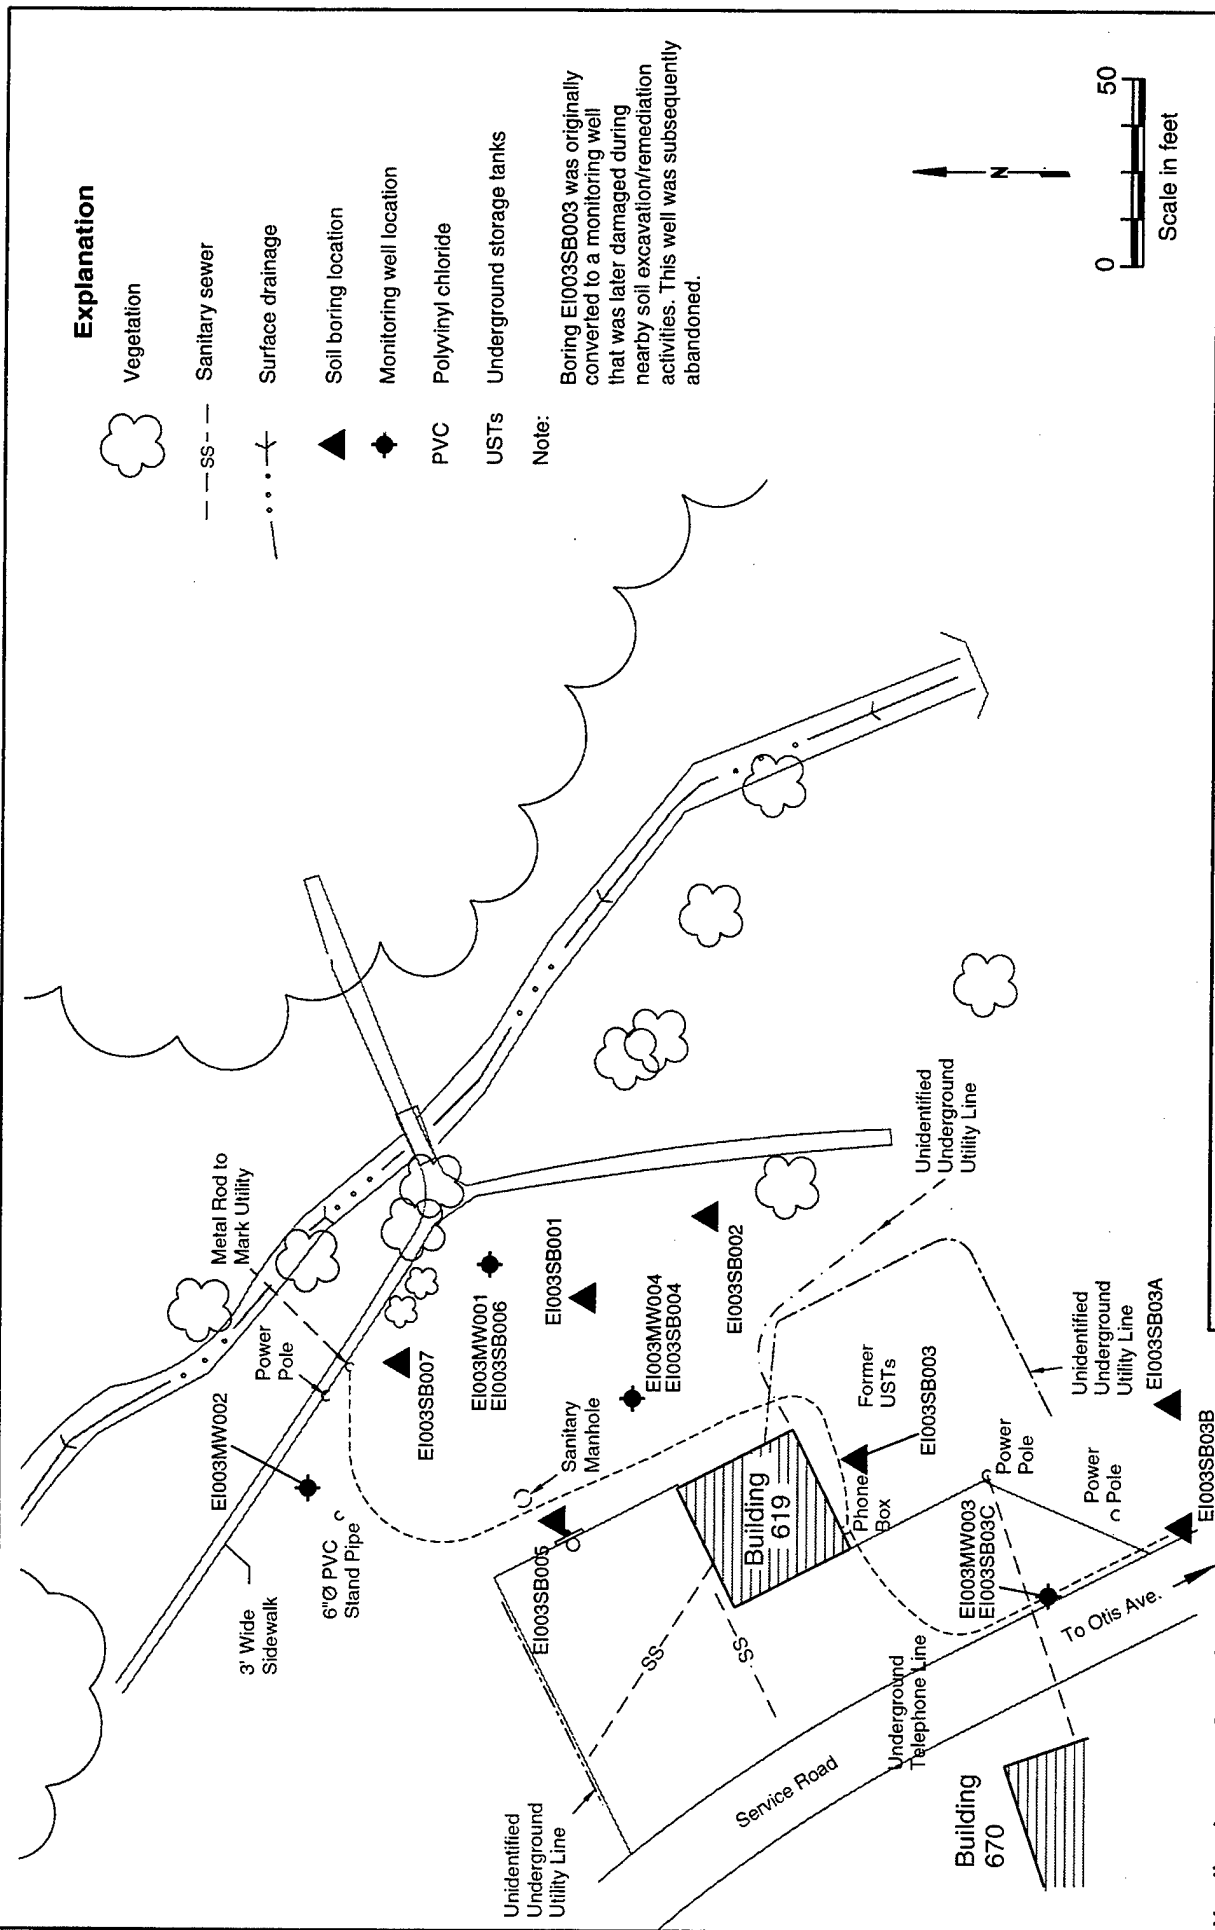 Explanation
Vegetation
SS
Sanitary sewer
Surface drainage
Soil boring location
Monitoring well location
PVC
Polyvinyl chloride
USTs
Underground storage tanks
Note:
Boring EI003SB003 was originally
converted to a monitoring well
that was later damaged during
nearby soil excavation/remediation
activities. This well was subsequently
abandoned.
N
0
50
Scale in feet
Metal Rod to
Mark Utility
Power
Pole
EI003MW002
3' Wide
Sidewalk
6"Ø PVC
Stand Pipe
EI003SB007
EI003MW001
EI003SB006
EI003SB001
Sanitary
Manhole
EI003MW004
EI003SB004
EI003SB002
EI003SB005
Unidentified
Underground
Utility Line
SS
SS
Building
619
Former
USTs
EI003SB003
Phone
Box
Unidentified
Underground
Utility Line
Unidentified
Underground
Utility Line
EI003SB03A
Power
Pole
Power
Pole
EI003MW003
EI003SB03C
EI003SB03B
Underground
Telephone Line
Service Road
To Otis Ave.
Building
670